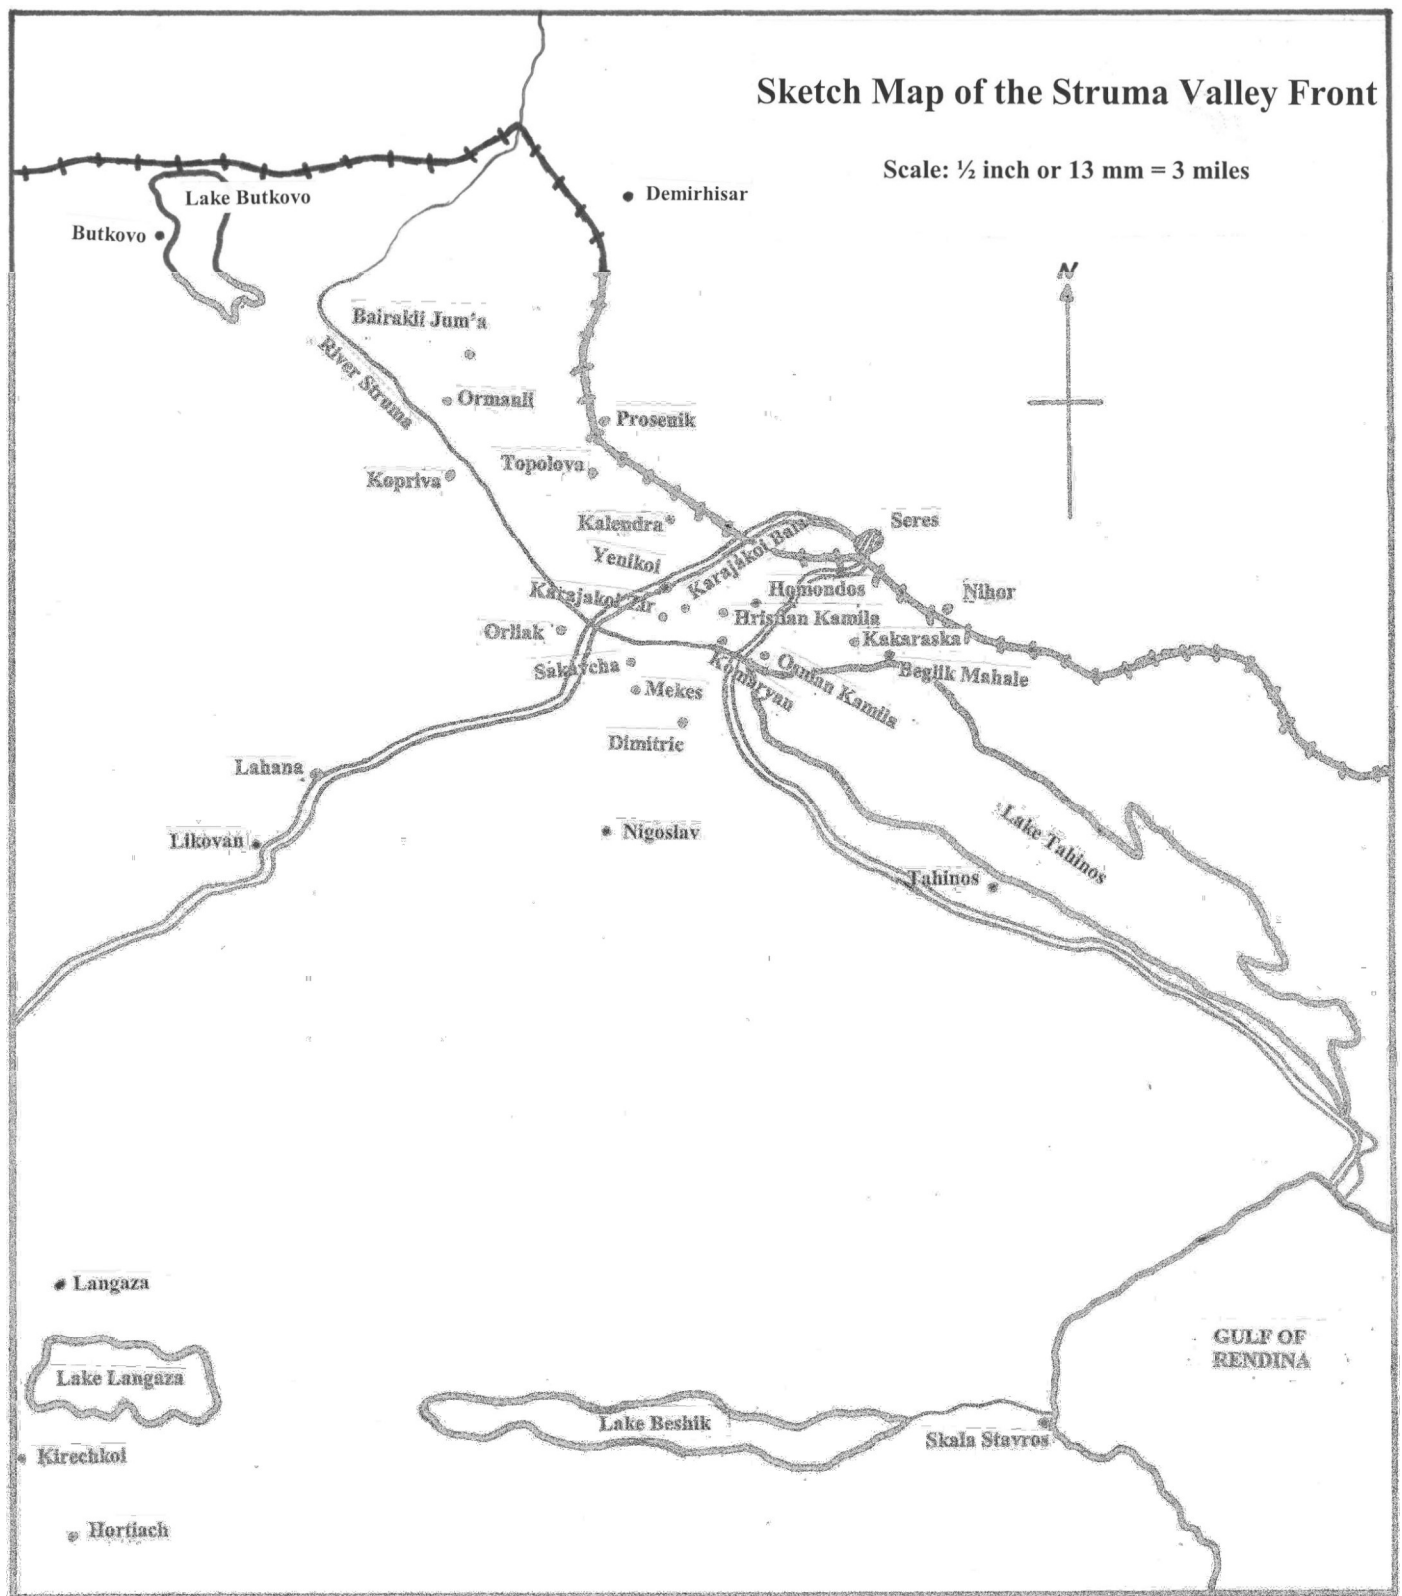 Sketch Map of the Struma Valley Front
Scale: ½ inch or 13 mm = 3 miles
Lake Butkovo
Demirhisar
Butkovo
N
Bairakli Jum'a
River Struma
Ormanli
Prosenik
Topolova
Kopriva
Kalendra
Seres
Yenikoi
Karajakoi Bala
Karajakoi Zir
Homondos
Nihor
Hristian Kamila
Orliak
Kakaraska
Sakavcha
Komaryan
Osman Kamila
Beglik Mahale
Mekes
Dimitric
Lahana
Likovan
Nigoslav
Lake Tahinos
Tahinos
Langaza
GULF OF
RENDINA
Lake Langaza
Lake Beshik
Skala Stavros
Kirechkoi
Hortiach